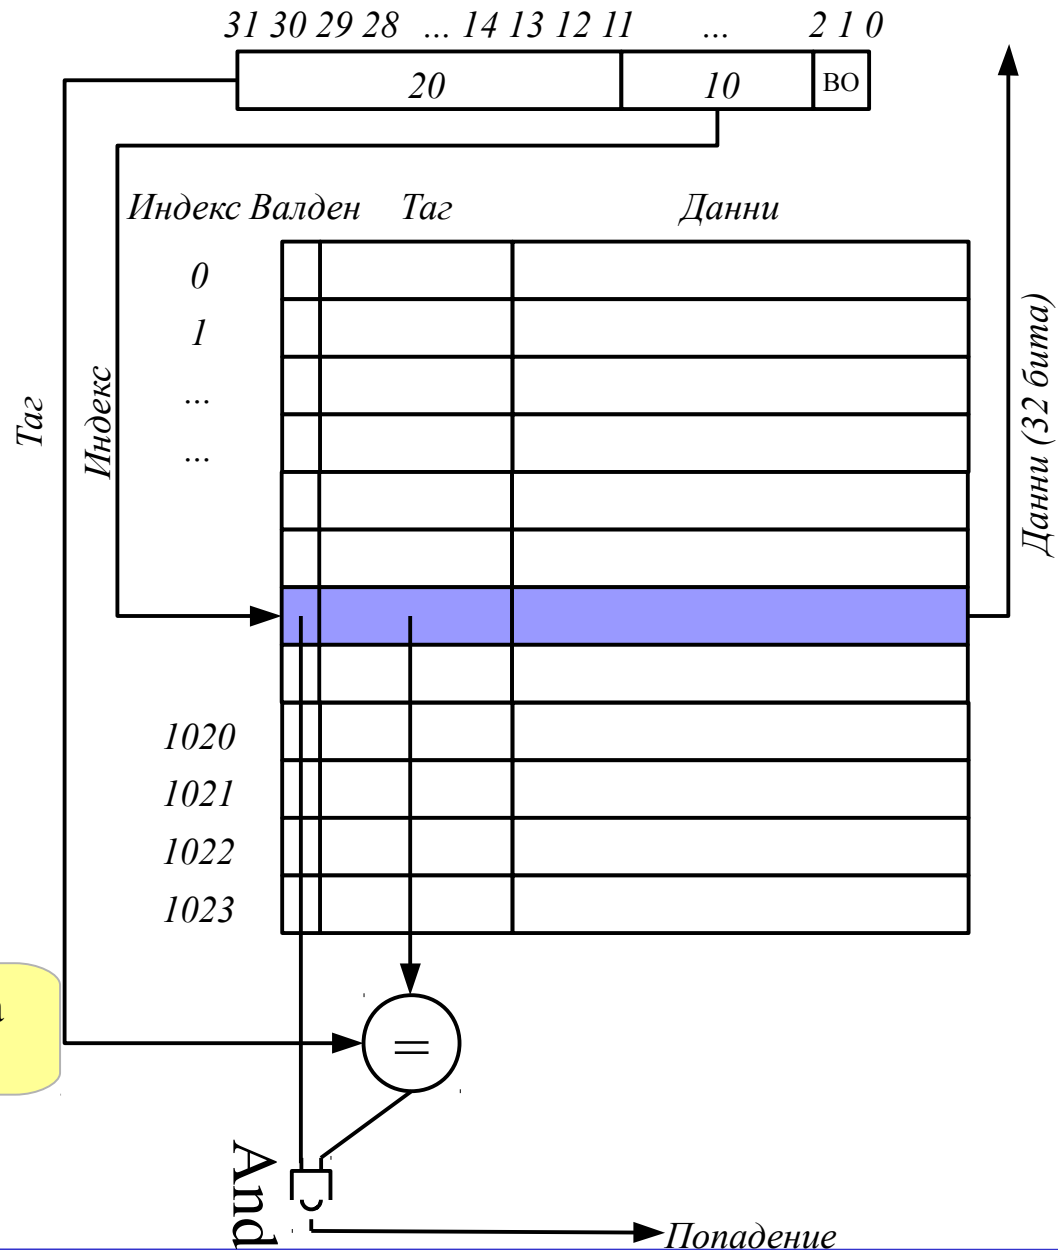 31 30 29 28 ... 14 13 12 11 ... 2 1 0
20 10 BO
Индекс Валден Таг Данни
0
1
...
...
1020
1021
1022
1023
Таг
Индекс
Данни (32 бита)
а
=
And
Попадение